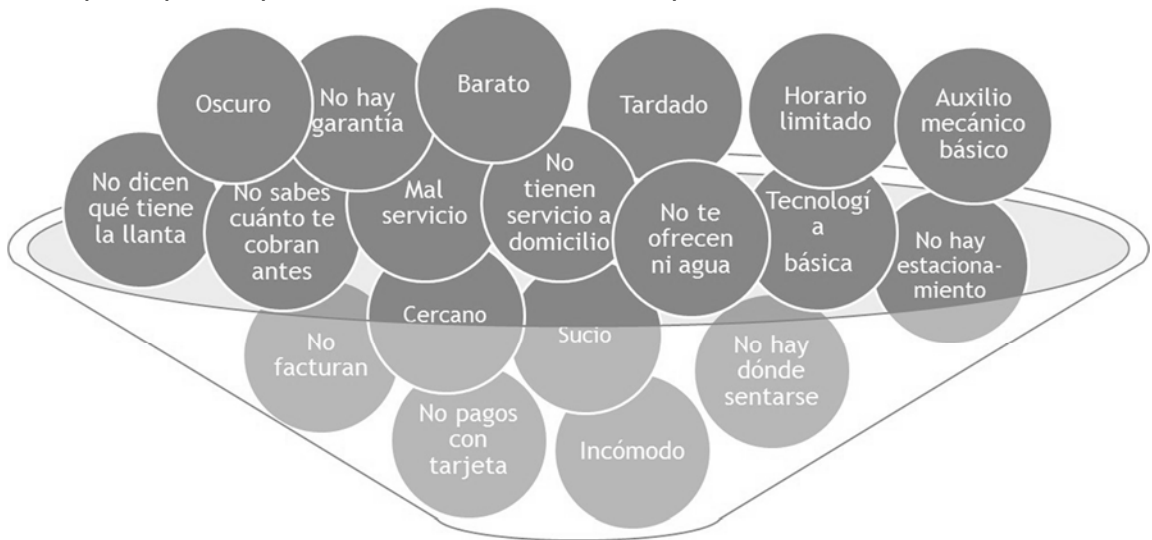 Oscuro
No hay
garantía
Barato
Tardado
Horario
limitado
Auxilio
mecánico
básico
No dicen
qué tiene
la llanta
No sabes
cuánto te
cobran
antes
Mal
servicio
No
tienen
servicio a
domicilio
No te
ofrecen
ni agua
Tecnologí
a
básica
No hay
estaciona-
miento
No
facturan
Cercano
Sucio
No hay
dónde
sentarse
No pagos
con
tarjeta
Incómodo